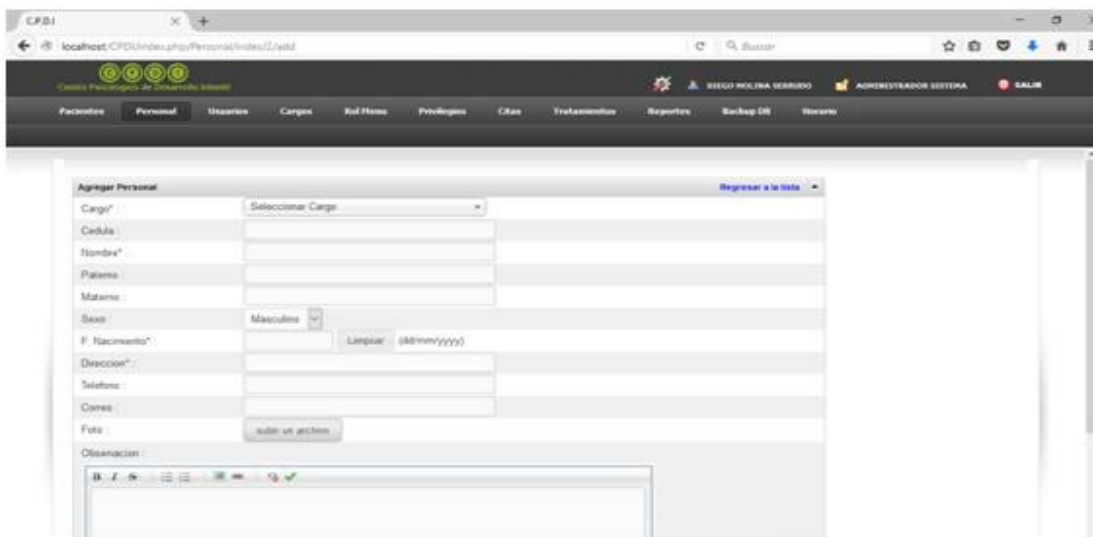 C.P.D.I
localhost/CPDI/index.php/Personal/index/2/add
Buscar
C P D I
Centro Psicologico de Desarrollo Infantil
DIEGO MOLINA SERRUDO ADMINISTRADOR SISTEMA SALIR
Pacientes Personal Usuarios Cargos Rol Menu Privilegios Citas Tratamientos Reportes Backup DB Horario
Agregar Personal Regresar a la lista
Cargo* : Seleccionar Cargo
Cedula :
Nombre* :
Paterno :
Materno :
Sexo : Masculino
F. Nacimiento* : Limpiar (dd/mm/yyyy)
Direccion* :
Telefono :
Correo :
Foto : subir un archivo
Observacion :
B I S